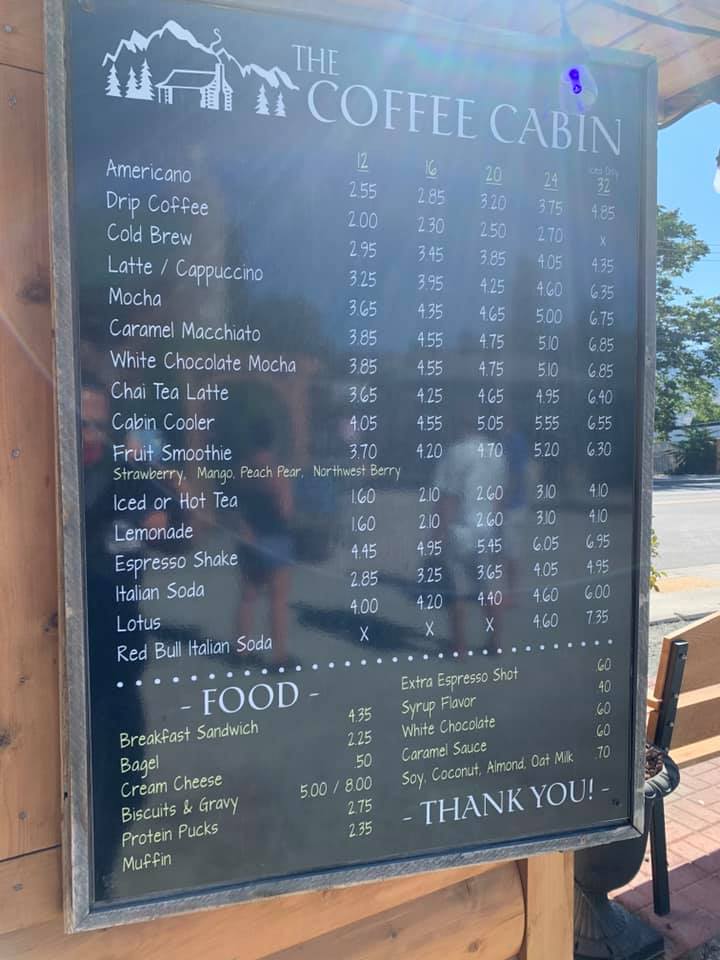 THE
COFFEE CABIN
Iced Only
12 16 20 24 32
Americano 2.55 2.85 3.20 3.75 4.85
Drip Coffee 2.00 2.30 2.50 2.70 x
Cold Brew 2.95 3.45 3.85 4.05 4.35
Latte / Cappuccino 3.25 3.95 4.25 4.60 6.35
Mocha 3.65 4.35 4.65 5.00 6.75
Caramel Macchiato 3.85 4.55 4.75 5.10 6.85
White Chocolate Mocha 3.85 4.55 4.75 5.10 6.85
Chai Tea Latte 3.65 4.25 4.65 4.95 6.40
Cabin Cooler 4.05 4.55 5.05 5.55 6.55
Fruit Smoothie 3.70 4.20 4.70 5.20 6.30
Strawberry, Mango, Peach Pear, Northwest Berry
Iced or Hot Tea 1.60 2.10 2.60 3.10 4.10
Lemonade 1.60 2.10 2.60 3.10 4.10
Espresso Shake 4.45 4.95 5.45 6.05 6.95
Italian Soda 2.85 3.25 3.65 4.05 4.95
Lotus 4.00 4.20 4.40 4.60 6.00
Red Bull Italian Soda X X X 4.60 7.35
- FOOD -
Breakfast Sandwich 4.35
Bagel 2.25
Cream Cheese .50
Biscuits & Gravy 5.00 / 8.00
Protein Pucks 2.75
Muffin 2.35
Extra Espresso Shot .60
Syrup Flavor .40
White Chocolate .60
Caramel Sauce .60
Soy, Coconut, Almond, Oat Milk .70
- THANK YOU! -